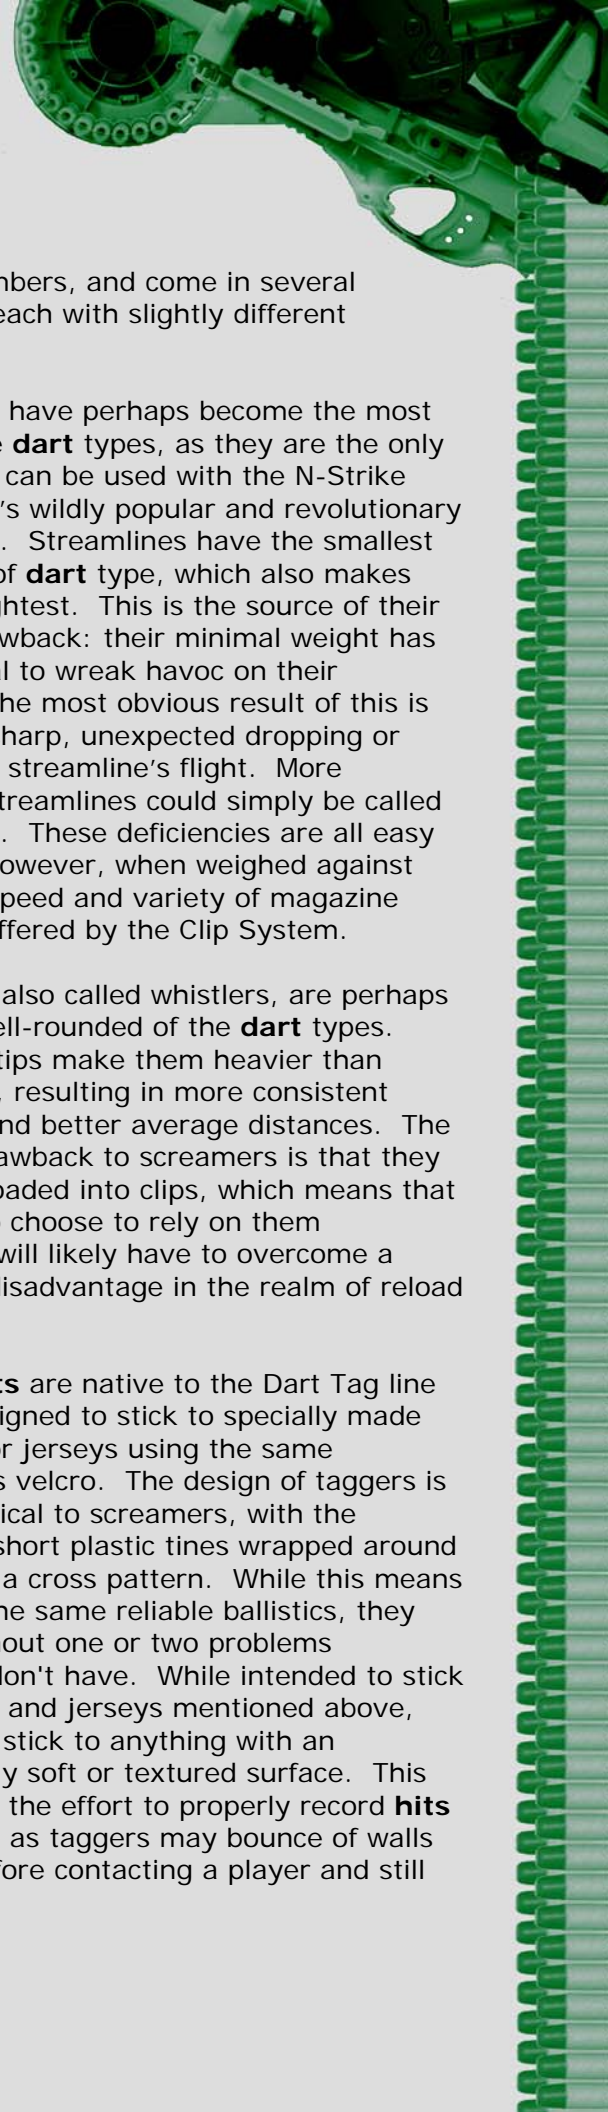 nbers, and come in several
each with slightly different
have perhaps become the most
e dart types, as they are the only
can be used with the N-Strike
's wildly popular and revolutionary
. Streamlines have the smallest
of dart type, which also makes
ghtest. This is the source of their
wback: their minimal weight has
al to wreak havoc on their
he most obvious result of this is
harp, unexpected dropping or
streamline's flight. More
treamlines could simply be called
. These deficiencies are all easy
owever, when weighed against
peed and variety of magazine
ffered by the Clip System.
also called whistlers, are perhaps
ell-rounded of the dart types.
tips make them heavier than
, resulting in more consistent
nd better average distances. The
awback to screamers is that they
oaded into clips, which means that
o choose to rely on them
will likely have to overcome a
disadvantage in the realm of reload
ts are native to the Dart Tag line
igned to stick to specially made
or jerseys using the same
s velcro. The design of taggers is
ical to screamers, with the
short plastic tines wrapped around
a cross pattern. While this means
he same reliable ballistics, they
hout one or two problems
don't have. While intended to stick
and jerseys mentioned above,
stick to anything with an
y soft or textured surface. This
the effort to properly record hits
as taggers may bounce of walls
fore contacting a player and still